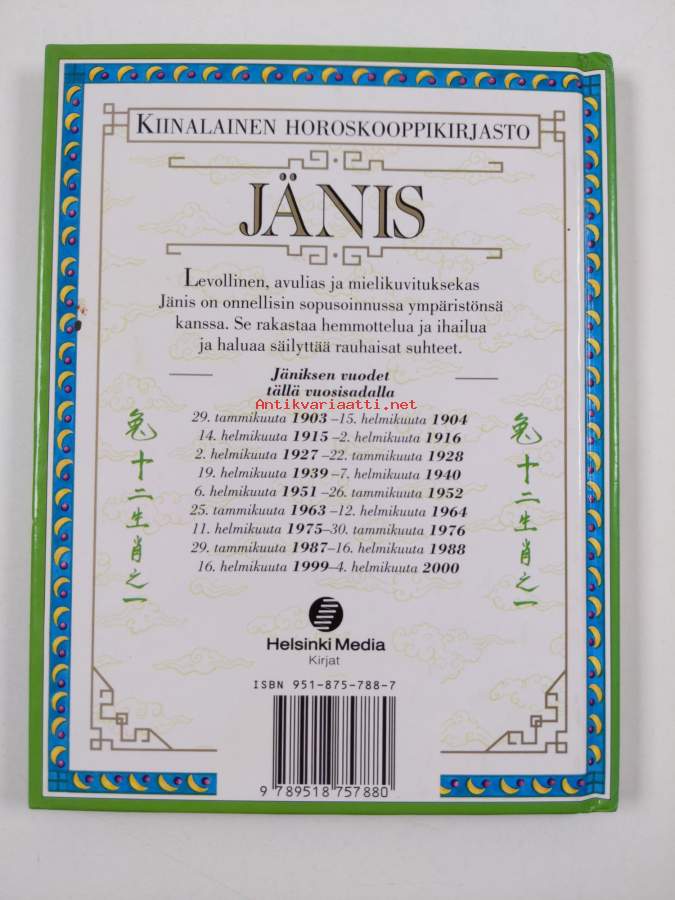 KIINALAINEN HOROSKOOPPIKIRJASTO
JÄNIS
Levollinen, avulias ja mielikuvituksekas
Jänis on onnellisin sopusoinnussa ympäristönsä
kanssa. Se rakastaa hemmottelua ja ihailua
ja haluaa säilyttää rauhaisat suhteet.
Jäniksen vuodet
tällä vuosisadalla
Antikvariaatti.net
29. tammikuuta 1903 –15. helmikuuta 1904
14. helmikuuta 1915 –2. helmikuuta 1916
2. helmikuuta 1927 –22. tammikuuta 1928
19. helmikuuta 1939 –7. helmikuuta 1940
6. helmikuuta 1951 –26. tammikuuta 1952
25. tammikuuta 1963 –12. helmikuuta 1964
11. helmikuuta 1975–30. tammikuuta 1976
29. tammikuuta 1987–16. helmikuuta 1988
16. helmikuuta 1999–4. helmikuuta 2000
兔十二生肖之一
兔十二生肖之一
Helsinki Media
Kirjat
ISBN 951-875-788-7
9 789518 757880